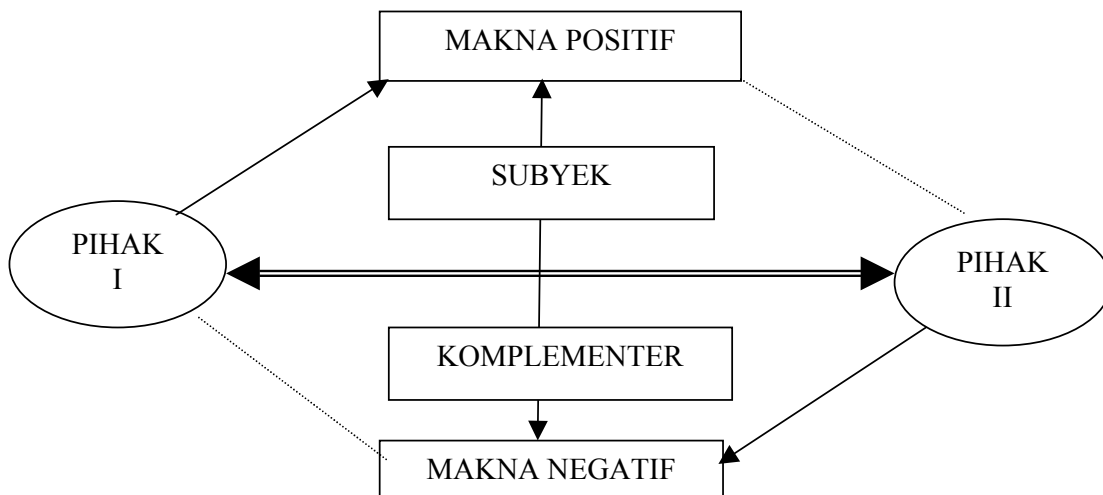 MAKNA POSITIF
SUBYEK
PIHAK
I
PIHAK
II
KOMPLEMENTER
MAKNA NEGATIF